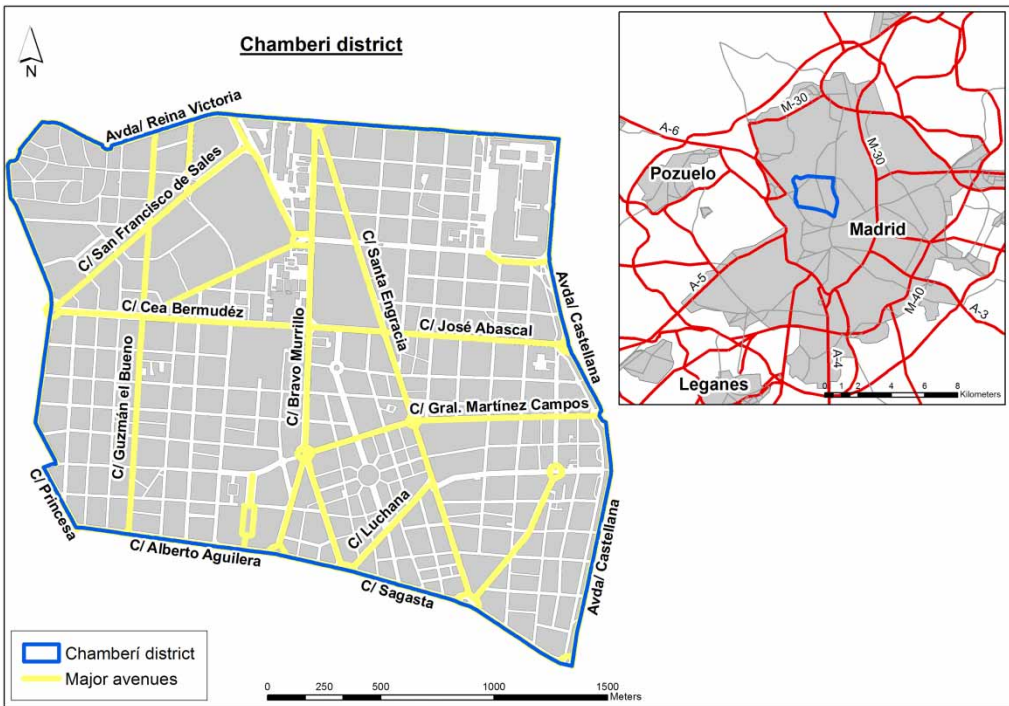 Chamberi district
N
Avda/ Reina Victoria
C/ San Francisco de Sales
C/ Cea Bermudéz
C/ Guzmán el Bueno
C/ Bravo Murrillo
C/ Santa Engracia
C/ José Abascal
Avda/ Castellana
C/ Gral. Martínez Campos
C/ Luchana
C/ Princesa
C/ Alberto Aguilera
C/ Sagasta
Avda/ Castellana
Chamberí district
Major avenues
0 250 500 1000 1500
Meters
M-30
A-6
M-30
Pozuelo
Madrid
A-5
M-40
A-3
A-4
Leganes
0 1 2 4 6 8
Kilometers